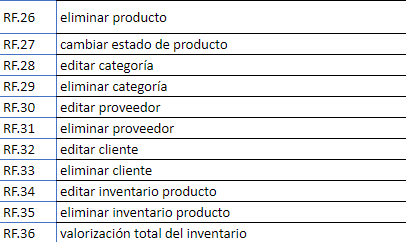 RF.26 eliminar producto
RF.27 cambiar estado de producto
RF.28 editar categoría
RF.29 eliminar categoría
RF.30 editar proveedor
RF.31 eliminar proveedor
RF.32 editar cliente
RF.33 eliminar cliente
RF.34 editar inventario producto
RF.35 eliminar inventario producto
RF.36 valorización total del inventario